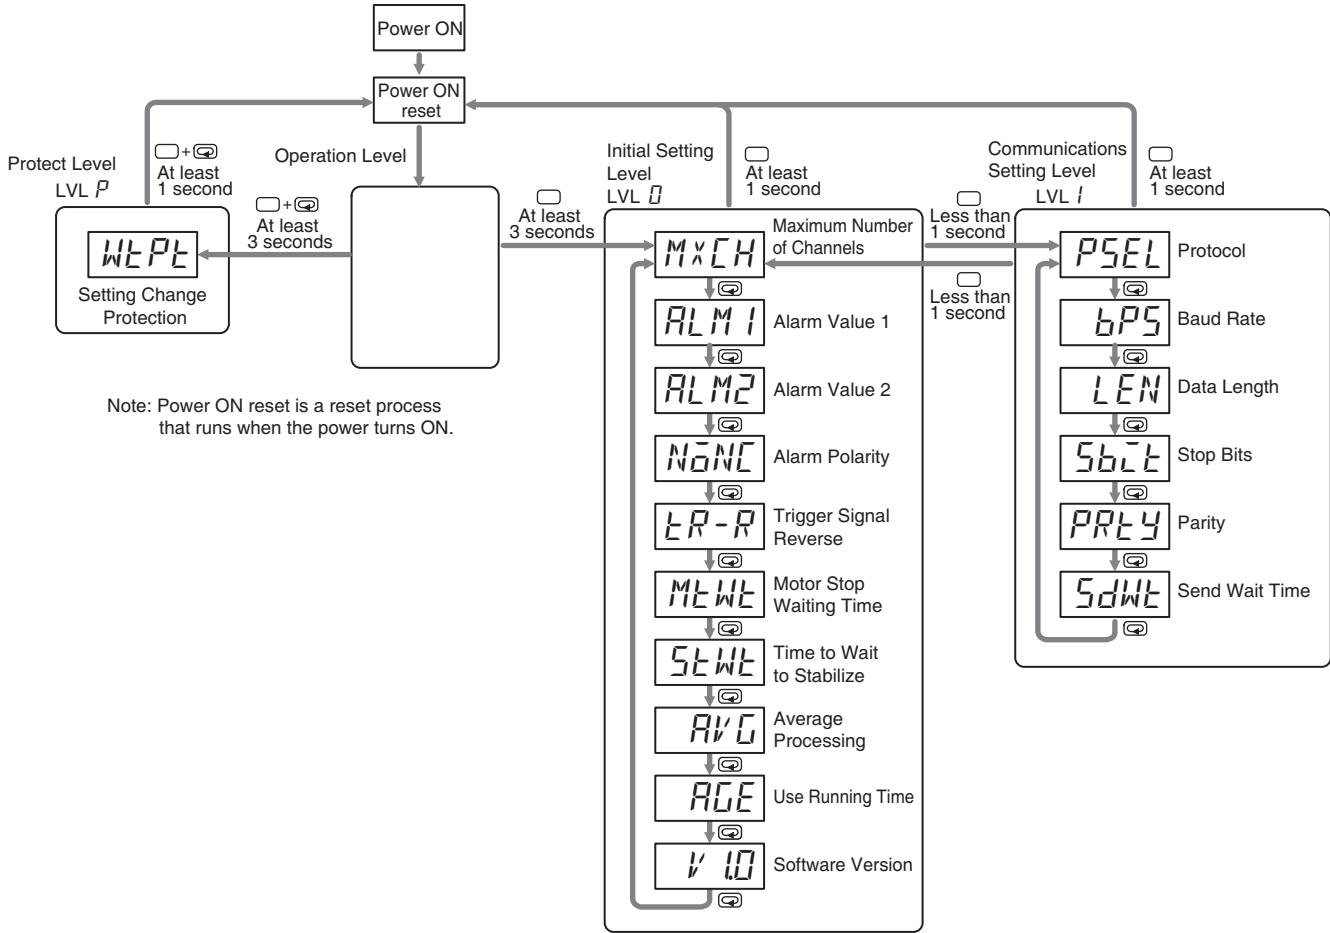 Power ON
Power ON
reset
Protect Level
LVL P
+
At least
1 second
Operation Level
+
At least
3 seconds
WtPt
Setting Change
Protection
Note: Power ON reset is a reset process
that runs when the power turns ON.
At least
3 seconds
Initial Setting
Level
LVL 0
At least
1 second
MxCH
Maximum Number
of Channels
ALM1
Alarm Value 1
ALM2
Alarm Value 2
NoNC
Alarm Polarity
tR-R
Trigger Signal
Reverse
MtWt
Motor Stop
Waiting Time
StWt
Time to Wait
to Stabilize
AVG
Average
Processing
AGE
Use Running Time
V 1.0
Software Version
Less than
1 second
Less than
1 second
Communications
Setting Level
LVL 1
At least
1 second
PSEL
Protocol
bPS
Baud Rate
LEN
Data Length
Sbit
Stop Bits
PRtY
Parity
SdWt
Send Wait Time